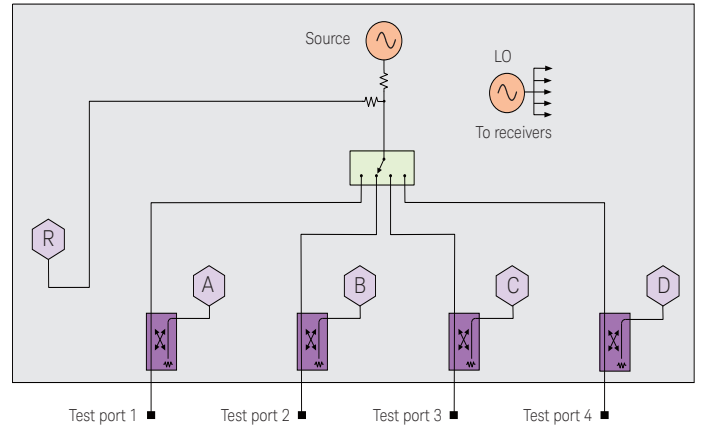 Source
LO
To receivers
R
A
B
C
D
Test port 1
Test port 2
Test port 3
Test port 4